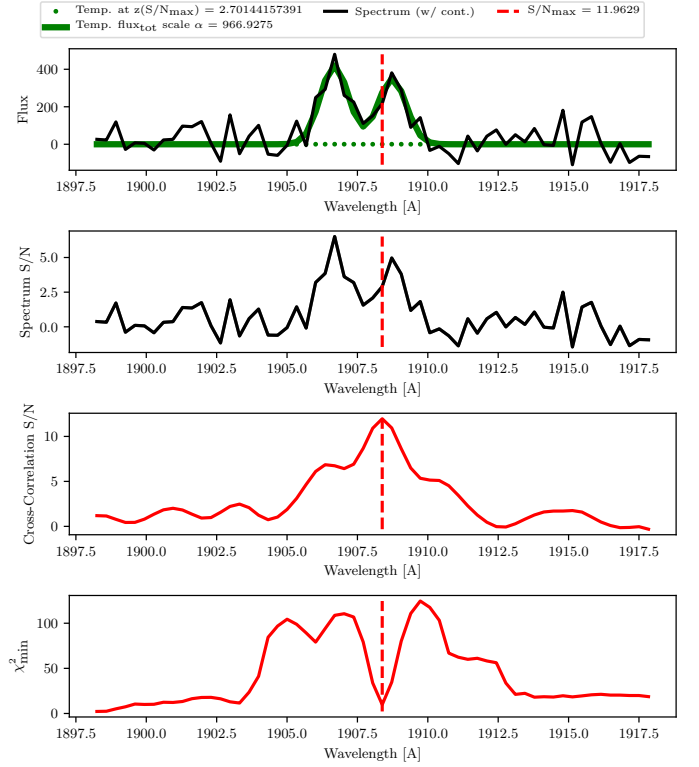 Temp. at z(S/Nmax) = 2.70144157391 Spectrum (w/ cont.) S/Nmax = 11.9629
Temp. fluxtot scale α = 966.9275
Flux
400
200
0
1897.5 1900.0 1902.5 1905.0 1907.5 1910.0 1912.5 1915.0 1917.5
Wavelength [A]
Spectrum S/N
5.0
2.5
0.0
1897.5 1900.0 1902.5 1905.0 1907.5 1910.0 1912.5 1915.0 1917.5
Wavelength [A]
Cross-Correlation S/N
10
5
0
1897.5 1900.0 1902.5 1905.0 1907.5 1910.0 1912.5 1915.0 1917.5
Wavelength [A]
χ²min
100
50
0
1897.5 1900.0 1902.5 1905.0 1907.5 1910.0 1912.5 1915.0 1917.5
Wavelength [A]